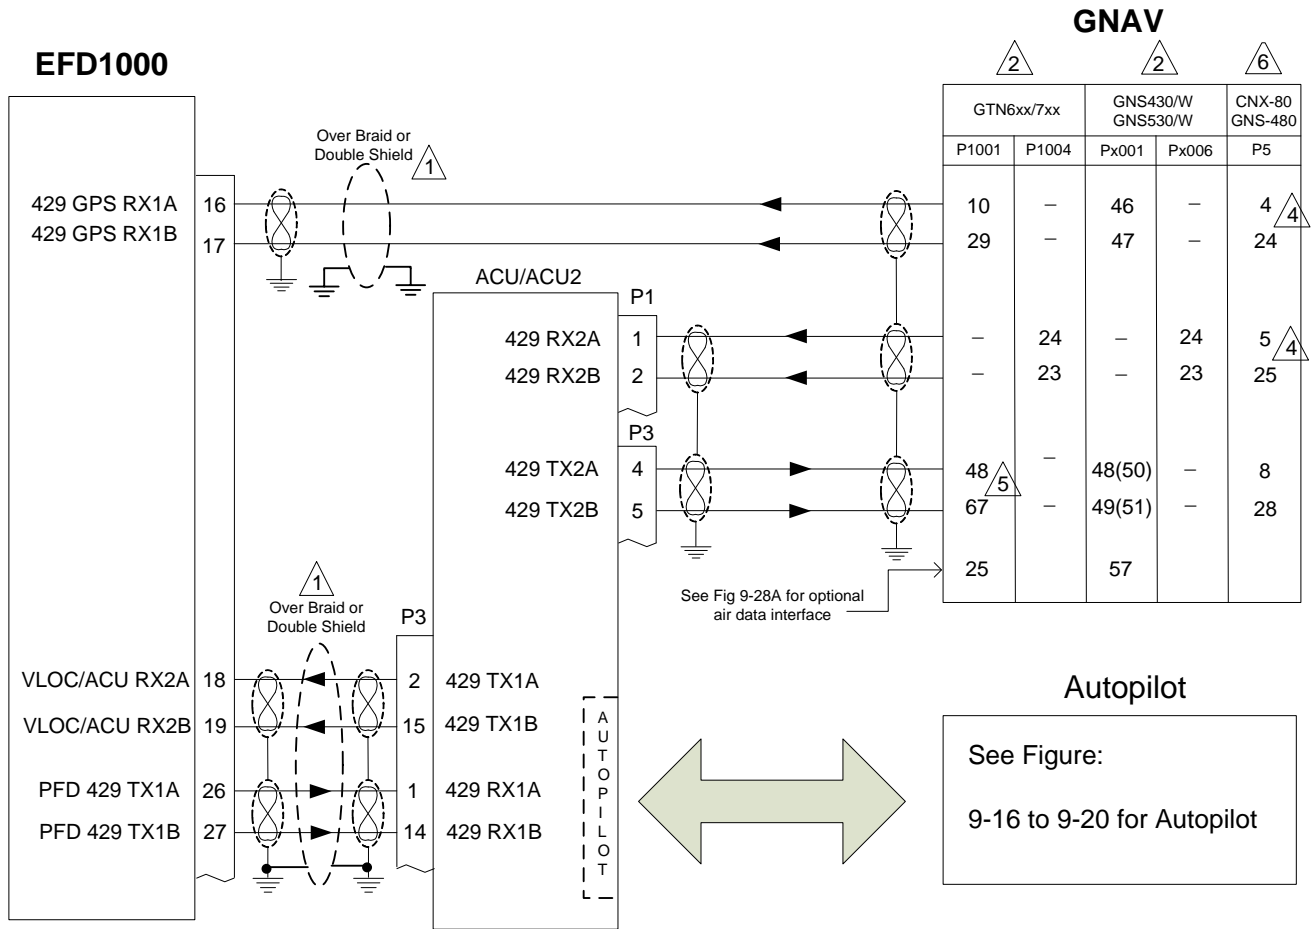 GNAV
EFD1000
2 2 6
GTN6xx/7xx GNS430/W CNX-80
GNS530/W GNS-480
P1001 P1004 Px001 Px006 P5
Over Braid or
Double Shield 1
429 GPS RX1A 16 10 – 46 – 4 4
429 GPS RX1B 17 29 – 47 – 24
ACU/ACU2
P1
429 RX2A 1 – 24 – 24 5 4
429 RX2B 2 – 23 – 23 25
P3
429 TX2A 4 48 5 – 48(50) – 8
429 TX2B 5 67 – 49(51) – 28
25 57
See Fig 9-28A for optional
air data interface
1
Over Braid or
Double Shield
P3
VLOC/ACU RX2A 18 2 429 TX1A
VLOC/ACU RX2B 19 15 429 TX1B
PFD 429 TX1A 26 1 429 RX1A
PFD 429 TX1B 27 14 429 RX1B
AUTOPILOT
Autopilot
See Figure:
9-16 to 9-20 for Autopilot